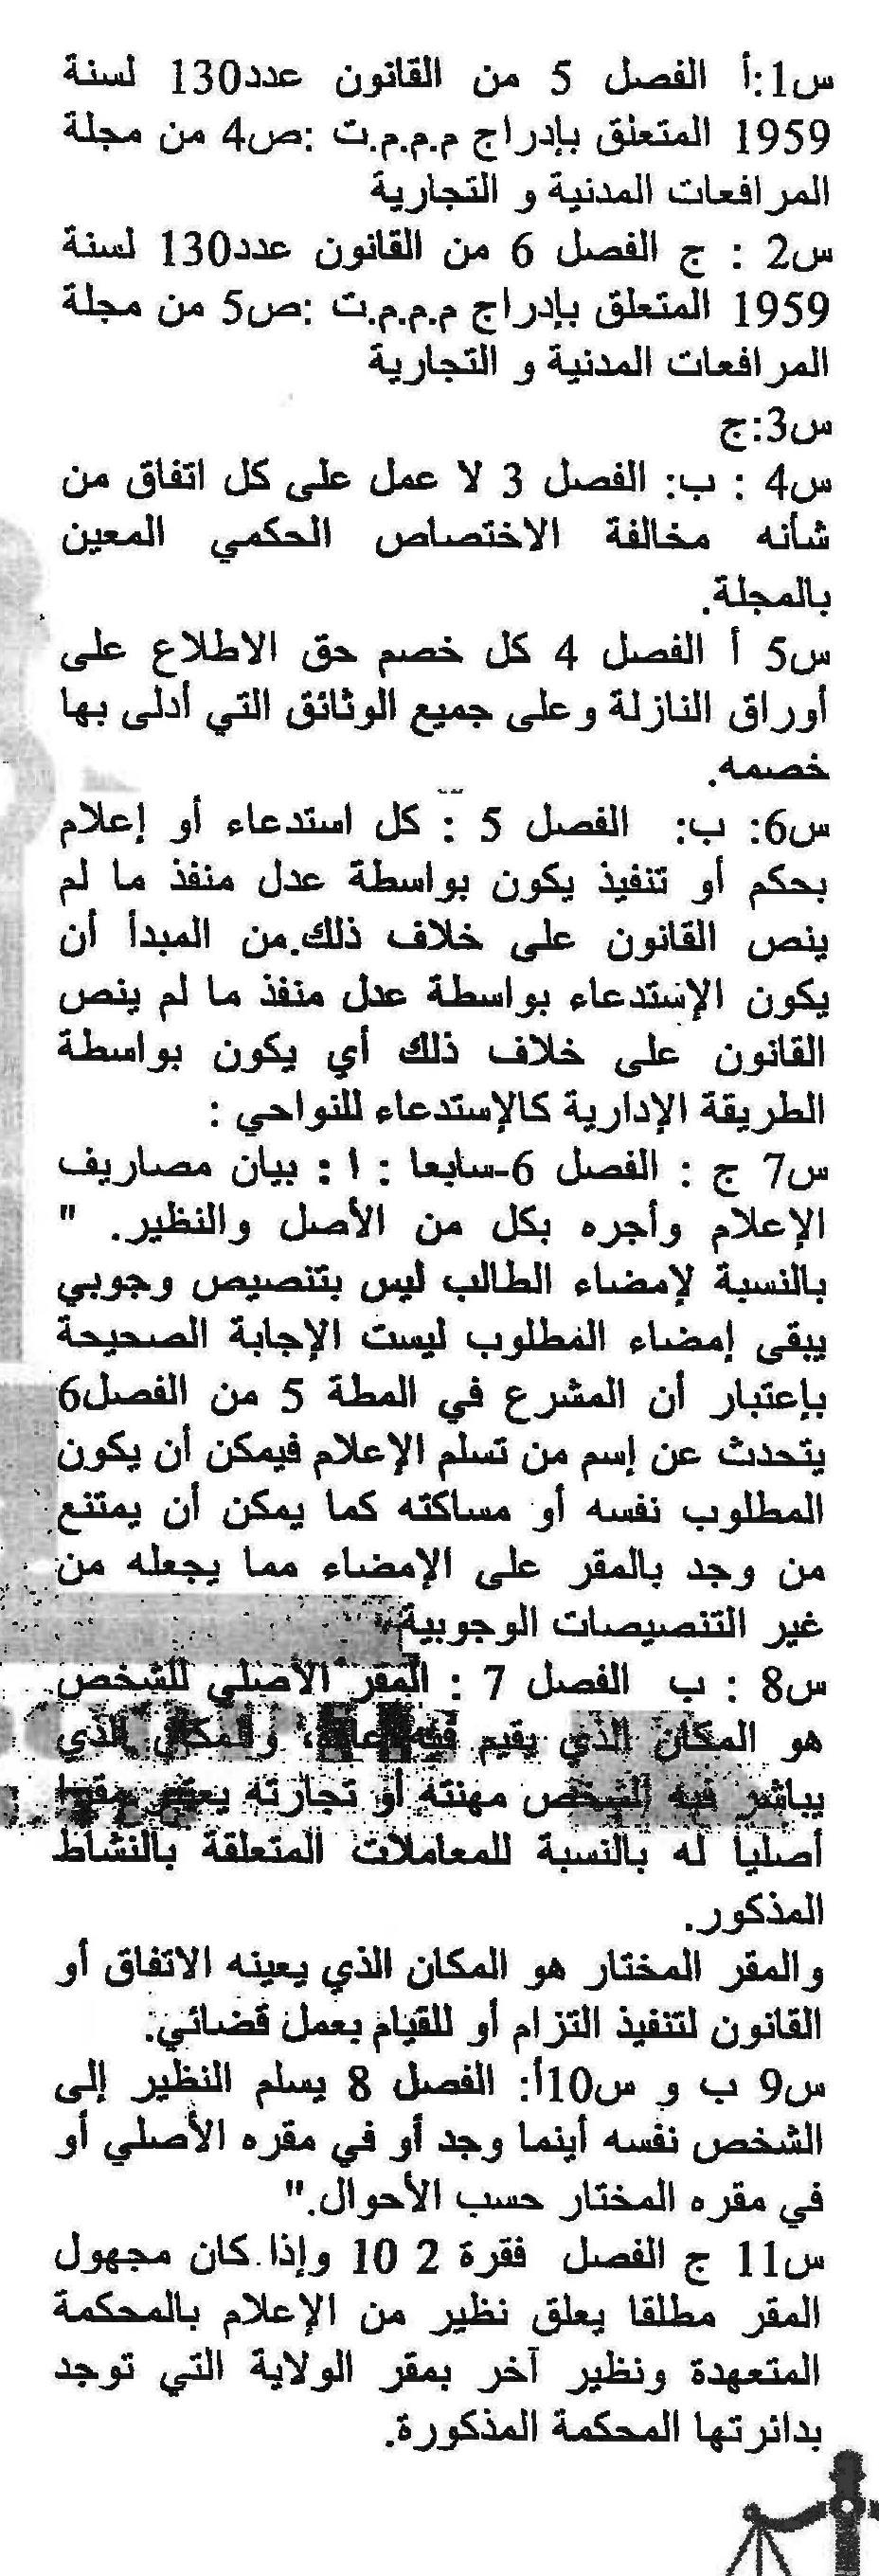 س1:أ الفصل 5 من القانون عدد130 لسنة
1959 المتعلق بإدراج م.م.م.ت :ص4 من مجلة
المرافعات المدنية و التجارية
س2 : ج الفصل 6 من القانون عدد130 لسنة
1959 المتعلق بإدراج م.م.م.ت :ص5 من مجلة
المرافعات المدنية و التجارية
س3:ج
س4 : ب: الفصل 3 لا عمل على كل اتفاق من
شأنه مخالفة الاختصاص الحكمي المعين
بالمجلة.
س5 أ الفصل 4 كل خصم حق الاطلاع على
أوراق النازلة وعلى جميع الوثائق التي أدلى بها
خصمه.
س6: ب: الفصل 5 : كل استدعاء أو إعلام
بحكم أو تنفيذ يكون بواسطة عدل منفذ ما لم
ينص القانون على خلاف ذلك.من المبدأ أن
يكون الإستدعاء بواسطة عدل منفذ ما لم ينص
القانون على خلاف ذلك أي يكون بواسطة
الطريقة الإدارية كالإستدعاء للنواحي :
س7 ج : الفصل 6-سابعا : ا : بيان مصاريف
الإعلام وأجره بكل من الأصل والنظير. "
بالنسبة لإمضاء الطالب ليس بتنصيص وجوبي
يبقى إمضاء المطلوب ليست الإجابة الصحيحة
بإعتبار أن المشرع في المطة 5 من الفصل6
يتحدث عن إسم من تسلم الإعلام فيمكن أن يكون
المطلوب نفسه أو مساكته كما يمكن أن يمتنع
من وجد بالمقر على الإمضاء مما يجعله من
غير التنصيصات الوجوبية
س8 : ب الفصل 7 : المقر الأصلي للشخص
هو المكان الذي يقيم فيه عادة، والمكان الذي
يباشر فيه الشخص مهنته أو تجارته يعتبر مقرا
أصليا له بالنسبة للمعاملات المتعلقة بالنشاط
المذكور.
والمقر المختار هو المكان الذي يعينه الاتفاق أو
القانون لتنفيذ التزام أو للقيام بعمل قضائي.
س9 ب و س10أ: الفصل 8 يسلم النظير إلى
الشخص نفسه أينما وجد أو في مقره الأصلي أو
في مقره المختار حسب الأحوال."
س11 ج الفصل فقرة 2 10 وإذا كان مجهول
المقر مطلقا يعلق نظير من الإعلام بالمحكمة
المتعهدة ونظير آخر بمقر الولاية التي توجد
بدائرتها المحكمة المذكورة.